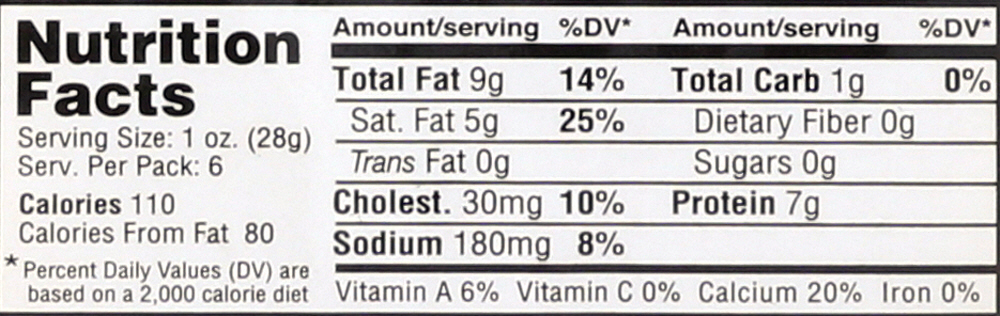 Nutrition
Facts
Serving Size: 1 oz. (28g)
Serv. Per Pack: 6
Calories 110
Calories From Fat 80
* Percent Daily Values (DV) are
based on a 2,000 calorie diet
Amount/serving %DV* Amount/serving %DV*
Total Fat 9g 14% Total Carb 1g 0%
Sat. Fat 5g 25% Dietary Fiber 0g
Trans Fat 0g Sugars 0g
Cholest. 30mg 10% Protein 7g
Sodium 180mg 8%
Vitamin A 6% Vitamin C 0% Calcium 20% Iron 0%